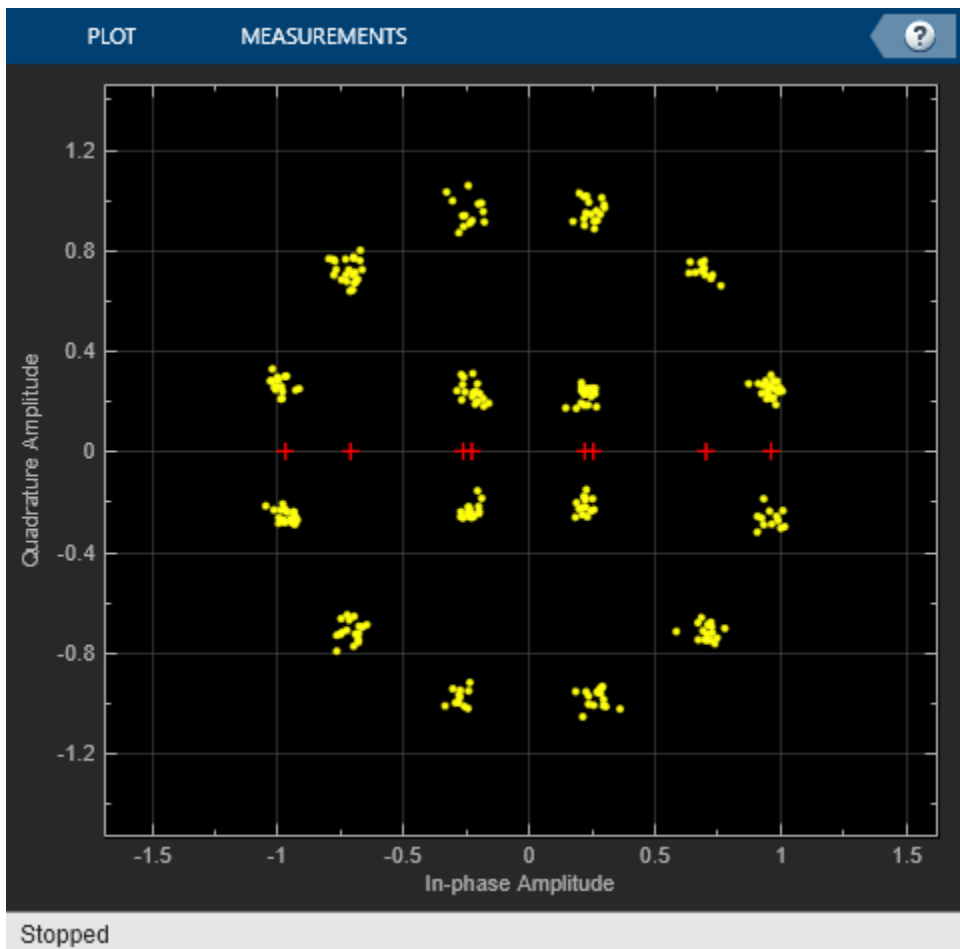 PLOT MEASUREMENTS ?
1.2
0.8
0.4
0
-0.4
-0.8
-1.2
Quadrature Amplitude
-1.5 -1 -0.5 0 0.5 1 1.5
In-phase Amplitude
Stopped